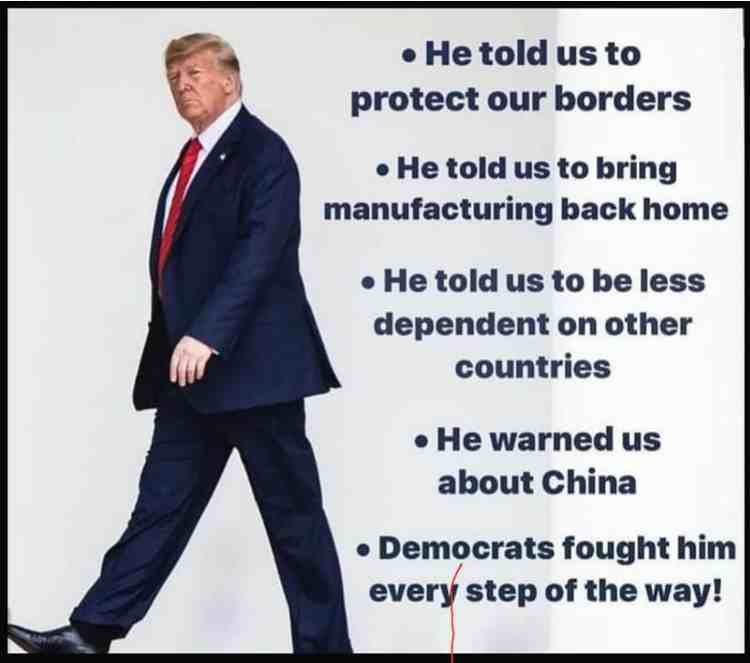 • He told us to
protect our borders
• He told us to bring
manufacturing back home
• He told us to be less
dependent on other
countries
• He warned us
about China
• Democrats fought him
every step of the way!